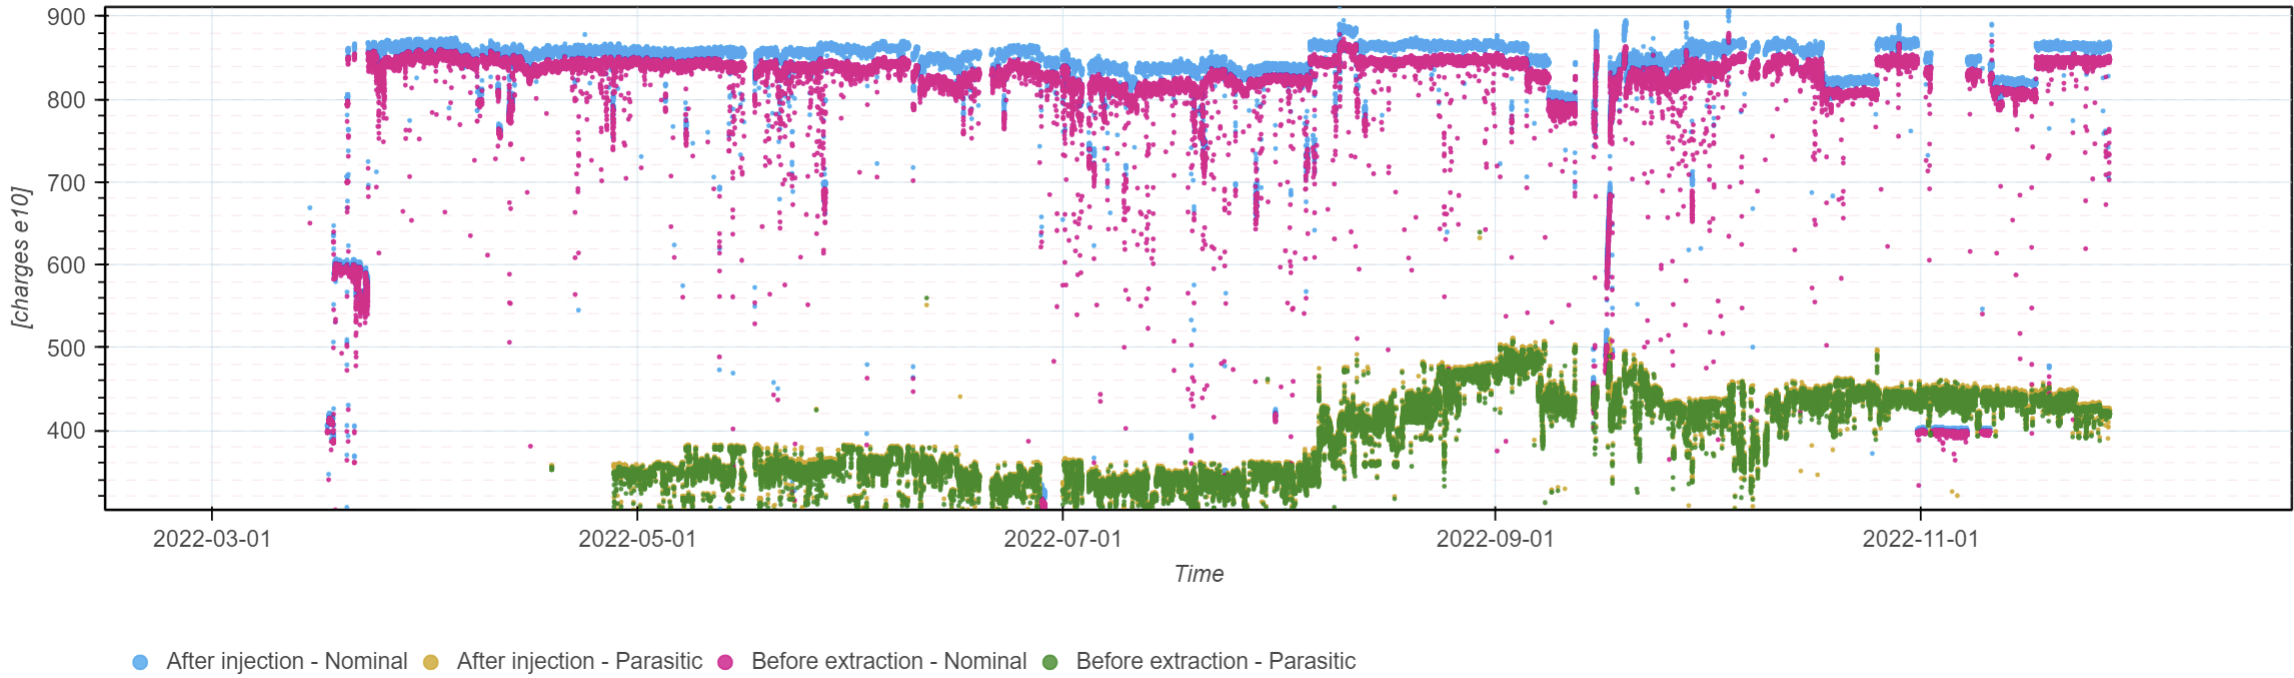 900
800
700
600
500
400
[charges e10]
2022-03-01 2022-05-01 2022-07-01 2022-09-01 2022-11-01
Time
After injection - Nominal After injection - Parasitic Before extraction - Nominal Before extraction - Parasitic